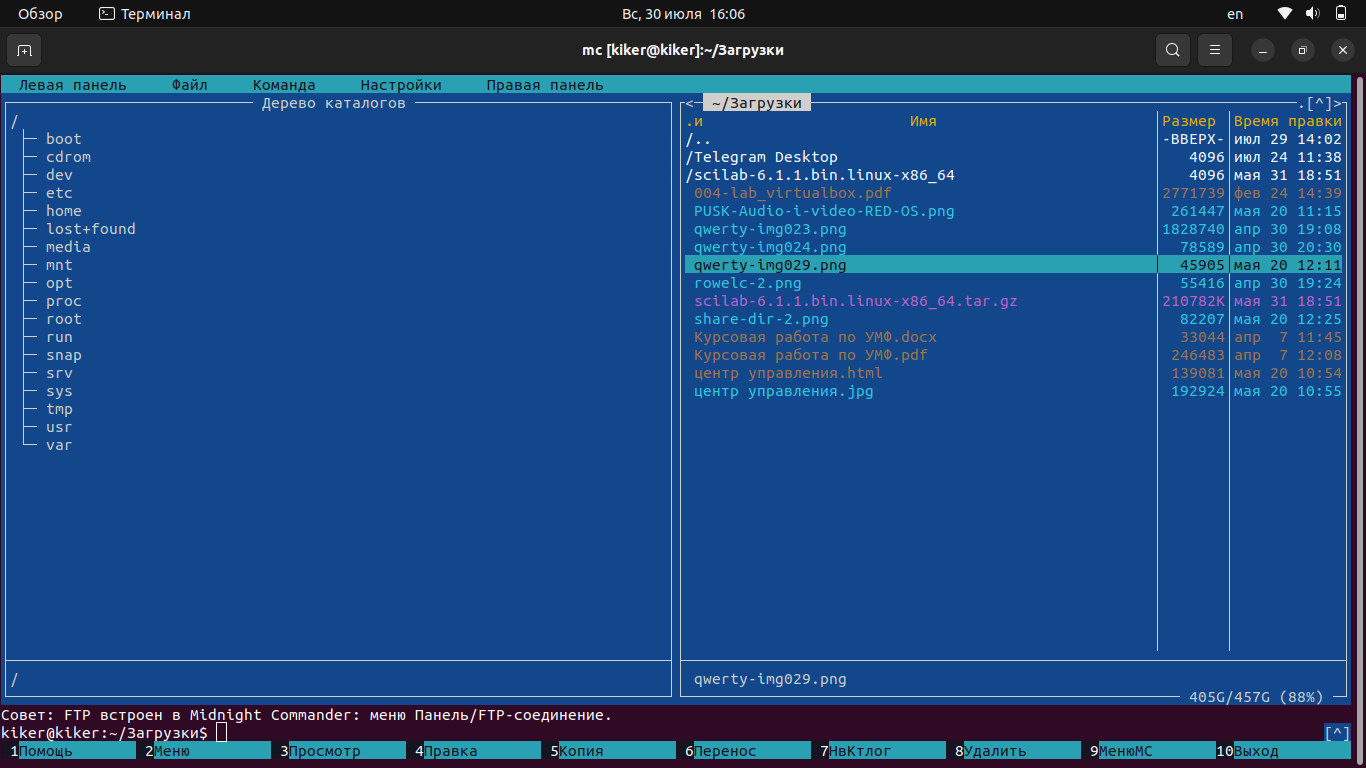 Обзор Терминал Вс, 30 июля 16:06 en
mc [kiker@kiker]:~/Загрузки
Левая панель Файл Команда Настройки Правая панель
Дерево каталогов
/
boot
cdrom
dev
etc
home
lost+found
media
mnt
opt
proc
root
run
snap
srv
sys
tmp
usr
var
/
<─ ~/Загрузки .[^]>
.и Имя Размер Время правки
/.. -ВВЕРХ- июл 29 14:02
/Telegram Desktop 4096 июл 24 11:38
/scilab-6.1.1.bin.linux-x86_64 4096 мая 31 18:51
004-lab_virtualbox.pdf 2771739 фев 24 14:39
PUSK-Audio-i-video-RED-OS.png 261447 мая 20 11:15
qwerty-img023.png 1828740 апр 30 19:08
qwerty-img024.png 78589 апр 30 20:30
qwerty-img029.png 45905 мая 20 12:11
rowelc-2.png 55416 апр 30 19:24
scilab-6.1.1.bin.linux-x86_64.tar.gz 210782K мая 31 18:51
share-dir-2.png 82207 мая 20 12:25
Курсовая работа по УМФ.docx 33044 апр 7 11:45
Курсовая работа по УМФ.pdf 246483 апр 7 12:08
центр управления.html 139081 мая 20 10:54
центр управления.jpg 192924 мая 20 10:55
qwerty-img029.png
405G/457G (88%)
Совет: FTP встроен в Midnight Commander: меню Панель/FTP-соединение.
kiker@kiker:~/Загрузки$ [^]
1Помощь 2Меню 3Просмотр 4Правка 5Копия 6Перенос 7НвКтлог 8Удалить 9МенюMC 10Выход